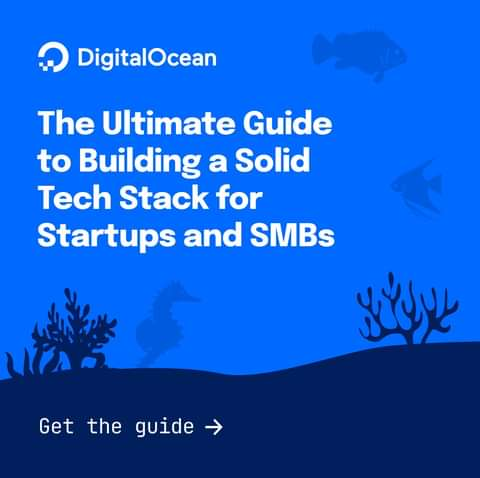 DigitalOcean
The Ultimate Guide
to Building a Solid
Tech Stack for
Startups and SMBs
Get the guide →